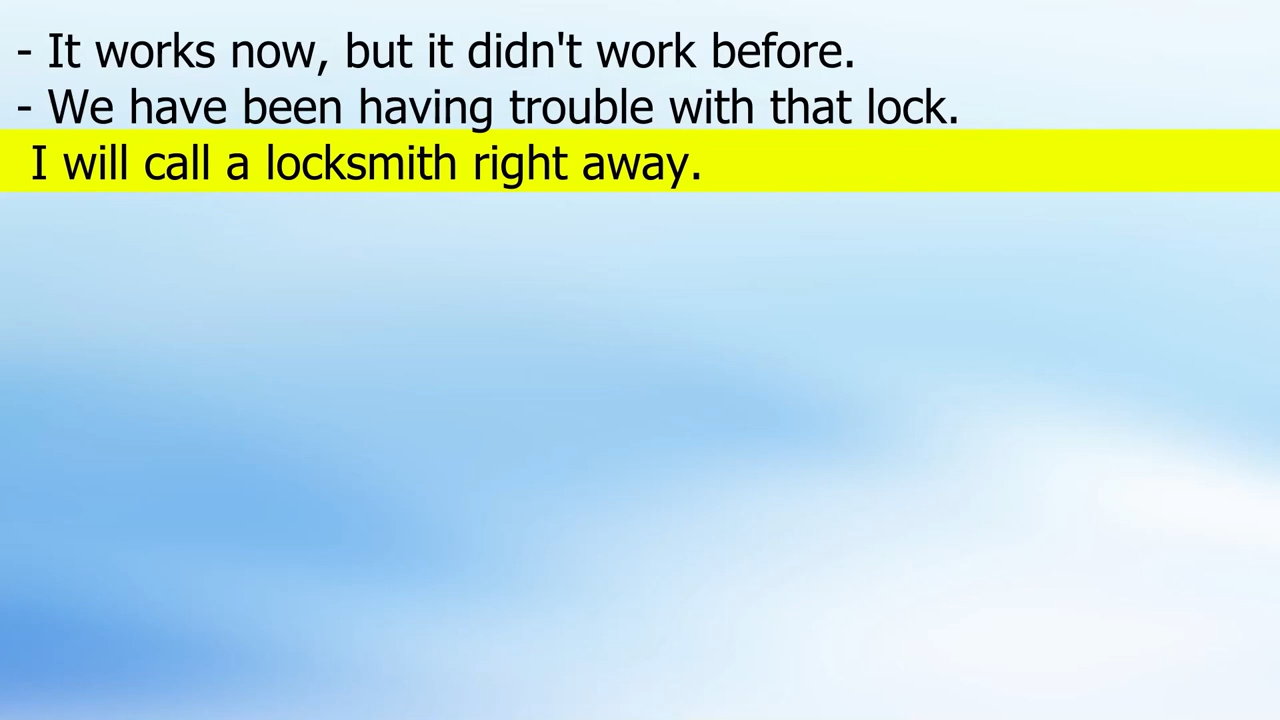 - It works now, but it didn't work before.
- We have been having trouble with that lock.
I will call a locksmith right away.